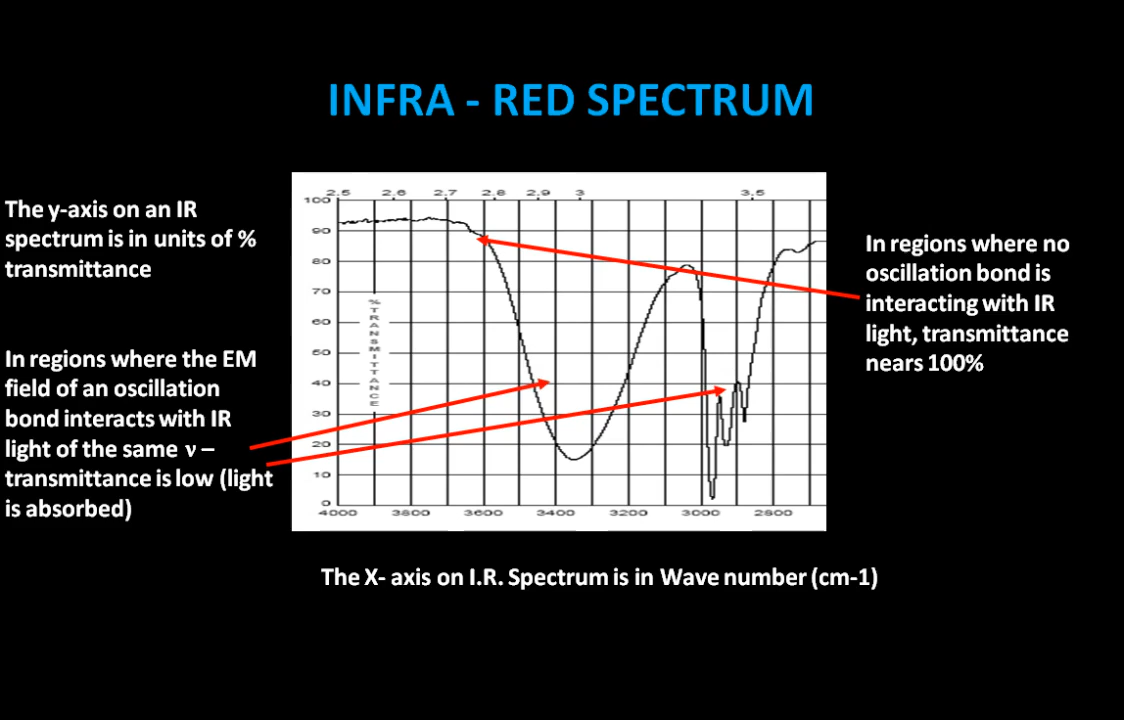 INFRA - RED SPECTRUM
The y-axis on an IR
spectrum is in units of %
transmittance
In regions where the EM
field of an oscillation
bond interacts with IR
light of the same ν –
transmittance is low (light
is absorbed)
2.5 2.6 2.7 2.8 2.9 3 3.5
100
90
80
70
60
50
40
30
20
10
0
%TRANSMITTANCE
4000 3800 3600 3400 3200 3000 2800
In regions where no
oscillation bond is
interacting with IR
light, transmittance
nears 100%
The X- axis on I.R. Spectrum is in Wave number (cm-1)